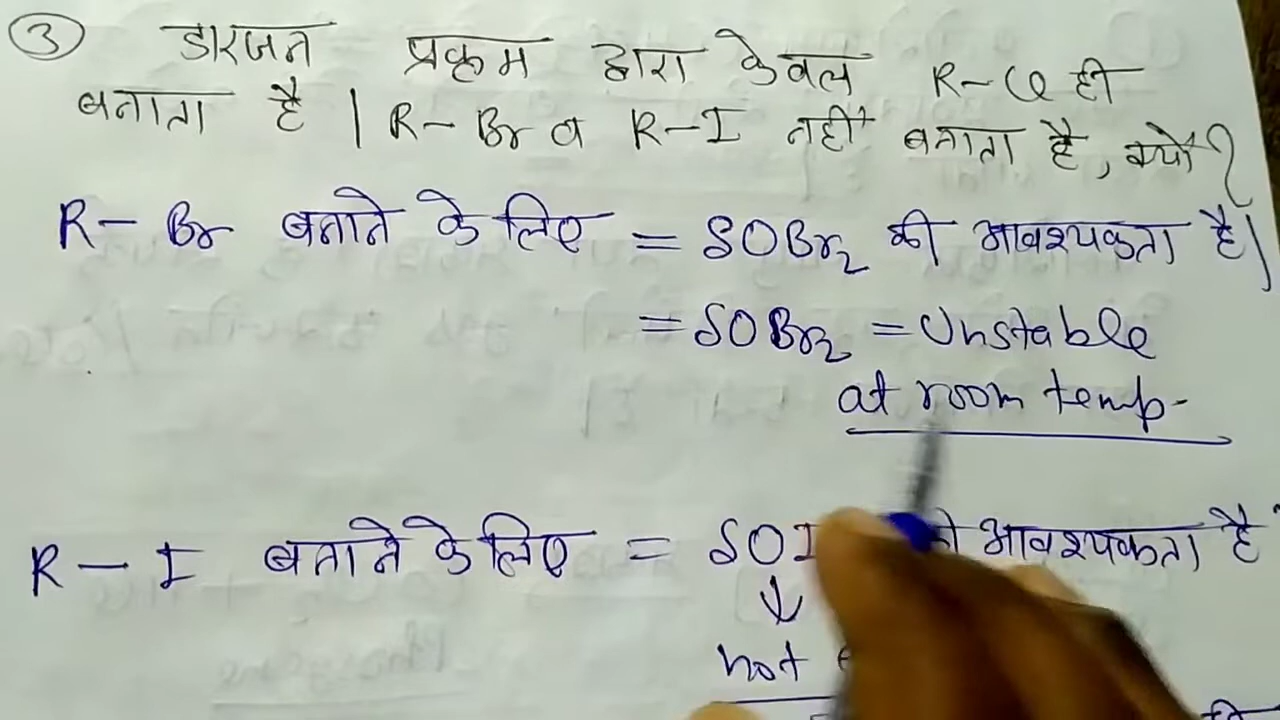 ③ डारजन प्रक्रम द्वारा केवल R-Cl ही
बनाता है | R-Br व R-I नहीं बनाता है, क्यों?
R-Br बनाने के लिए = SOBr2 की आवश्यकता है|
= SOBr2 = Unstable
at room temp-
R-I बनाने के लिए = SOI आवश्यकता है
↓
not